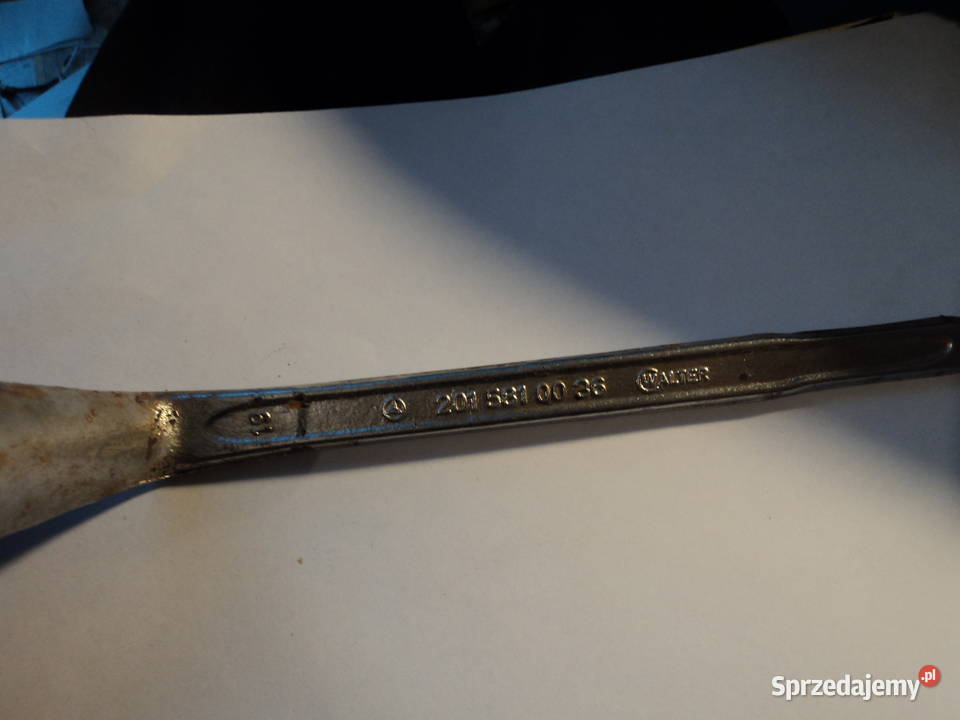 19
201 581 00 36
WALTER
Sprzedajemy.pl